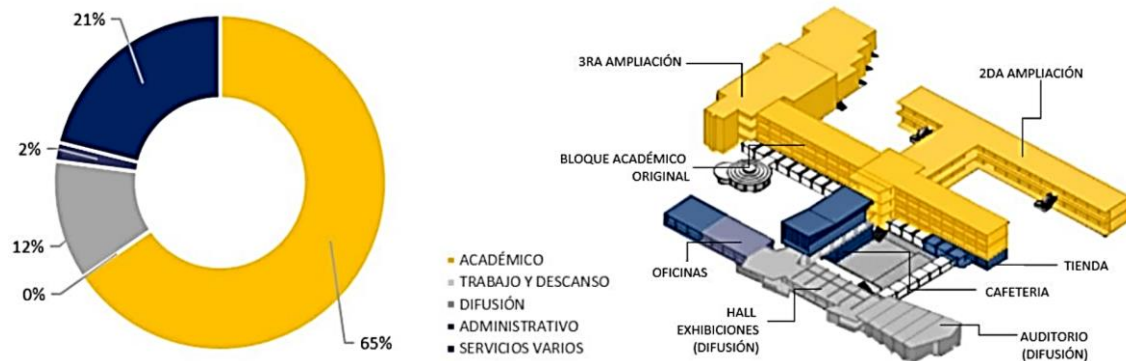 21%
2%
12%
0%
65%
ACADÉMICO
TRABAJO Y DESCANSO
DIFUSIÓN
ADMINISTRATIVO
SERVICIOS VARIOS
3RA AMPLIACIÓN
2DA AMPLIACIÓN
BLOQUE ACADÉMICO
ORIGINAL
OFICINAS
TIENDA
CAFETERIA
HALL
EXHIBICIONES
(DIFUSIÓN)
AUDITORIO
(DIFUSIÓN)